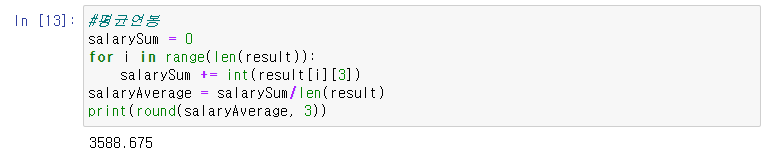 In [13]: #평균연봉
salarySum = 0
for i in range(len(result)):
    salarySum += int(result[i][3])
salaryAverage = salarySum/len(result)
print(round(salaryAverage, 3))
3588.675